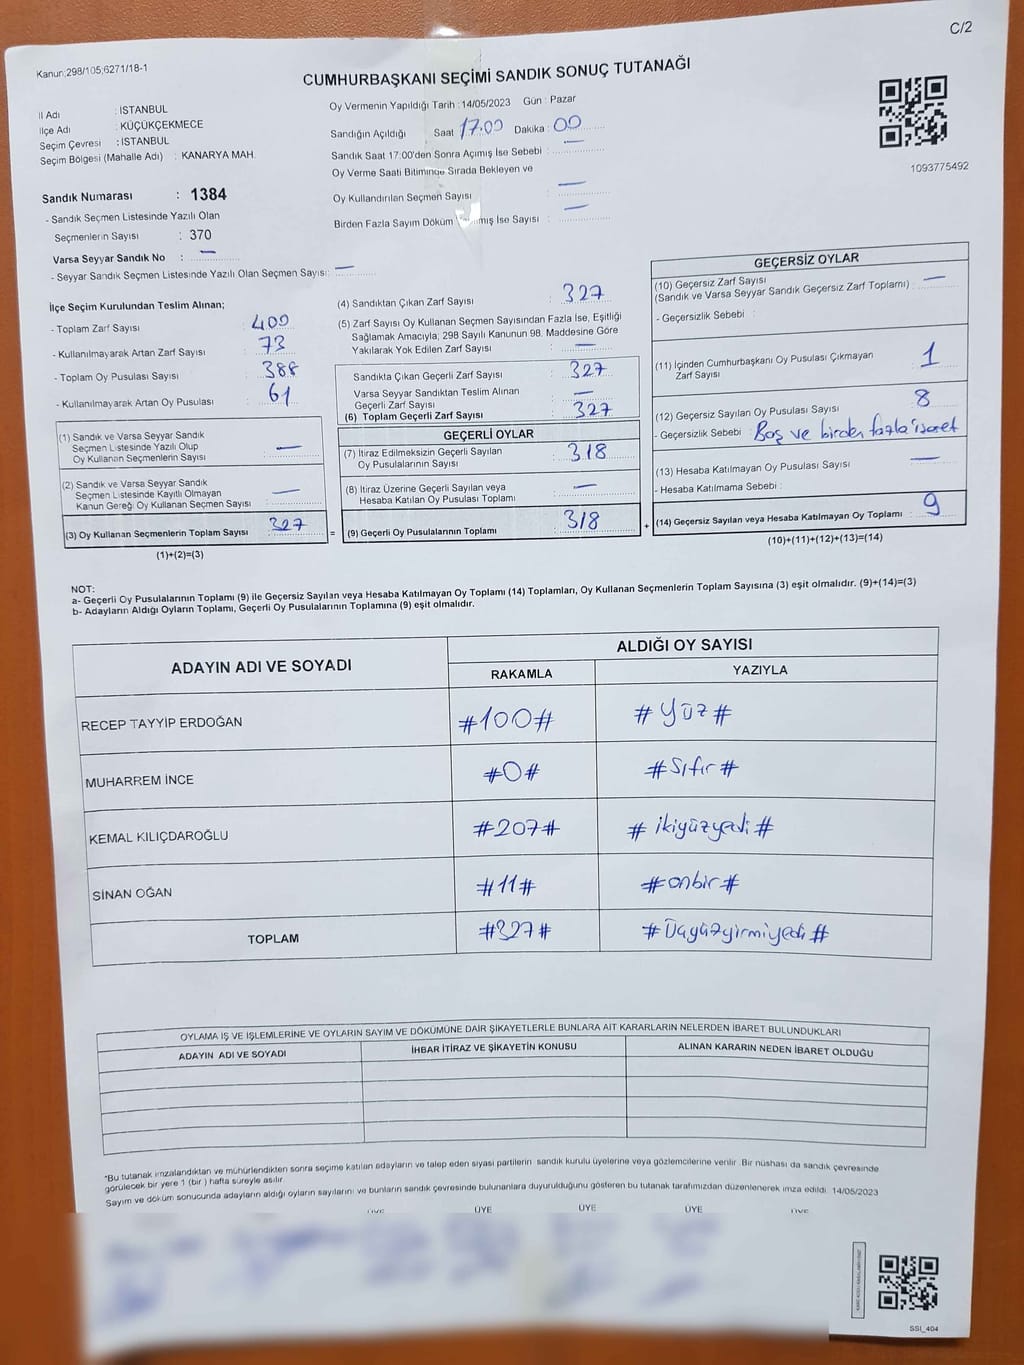 C/2
Kanun:298/105;6271/18-1
CUMHURBAŞKANI SEÇİMİ SANDIK SONUÇ TUTANAĞI
İl Adı : İSTANBUL
İlçe Adı : KÜÇÜKÇEKMECE
Seçim Çevresi : İSTANBUL
Seçim Bölgesi (Mahalle Adı) : KANARYA MAH.
Oy Vermenin Yapıldığı Tarih : 14/05/2023 Gün : Pazar
Sandığın Açıldığı Saat 17:00 Dakika : 00
Sandık Saat 17:00'den Sonra Açılmış İse Sebebi : —
Oy Verme Saati Bitiminde Sırada Bekleyen ve
Oy Kullandırılan Seçmen Sayısı : —
Birden Fazla Sayım Döküm İse Sayısı : —
1093775492
Sandık Numarası : 1384
- Sandık Seçmen Listesinde Yazılı Olan
Seçmenlerin Sayısı : 370
Varsa Seyyar Sandık No : —
- Seyyar Sandık Seçmen Listesinde Yazılı Olan Seçmen Sayısı: —
İlçe Seçim Kurulundan Teslim Alınan;
- Toplam Zarf Sayısı : 400
- Kullanılmayarak Artan Zarf Sayısı : 73
- Toplam Oy Pusulası Sayısı : 388
- Kullanılmayarak Artan Oy Pusulası : 61
(1) Sandık ve Varsa Seyyar Sandık
Seçmen Listesinde Yazılı Olup
Oy Kullanan Seçmenlerin Sayısı : —
(2) Sandık ve Varsa Seyyar Sandık
Seçmen Listesinde Kayıtlı Olmayan
Kanun Gereği Oy Kullanan Seçmen Sayısı : —
(3) Oy Kullanan Seçmenlerin Toplam Sayısı : 327
(1)+(2)=(3)
(4) Sandıktan Çıkan Zarf Sayısı : 327
(5) Zarf Sayısı Oy Kullanan Seçmen Sayısından Fazla İse, Eşitliği
Sağlamak Amacıyla; 298 Sayılı Kanunun 98. Maddesine Göre
Yakılarak Yok Edilen Zarf Sayısı : —
Sandıkta Çıkan Geçerli Zarf Sayısı : 327
Varsa Seyyar Sandıktan Teslim Alınan
Geçerli Zarf Sayısı : —
(6) Toplam Geçerli Zarf Sayısı : 327
GEÇERLİ OYLAR
(7) İtiraz Edilmeksizin Geçerli Sayılan
Oy Pusulalarının Sayısı : 318
(8) İtiraz Üzerine Geçerli Sayılan veya
Hesaba Katılan Oy Pusulası Toplamı : —
= (9) Geçerli Oy Pusulalarının Toplamı : 318
GEÇERSİZ OYLAR
(10) Geçersiz Zarf Sayısı
(Sandık ve Varsa Seyyar Sandık Geçersiz Zarf Toplamı) : —
- Geçersizlik Sebebi :
(11) İçinden Cumhurbaşkanı Oy Pusulası Çıkmayan
Zarf Sayısı : 1
(12) Geçersiz Sayılan Oy Pusulası Sayısı : 8
- Geçersizlik Sebebi : Boş ve birden fazla işaret
(13) Hesaba Katılmayan Oy Pusulası Sayısı : —
- Hesaba Katılmama Sebebi :
+ (14) Geçersiz Sayılan veya Hesaba Katılmayan Oy Toplamı : 9
(10)+(11)+(12)+(13)=(14)
NOT:
a- Geçerli Oy Pusulalarının Toplamı (9) ile Geçersiz Sayılan veya Hesaba Katılmayan Oy Toplamı (14) Toplamları, Oy Kullanan Seçmenlerin Toplam Sayısına (3) eşit olmalıdır. (9)+(14)=(3)
b- Adayların Aldığı Oyların Toplamı, Geçerli Oy Pusulalarının Toplamına (9) eşit olmalıdır.
ADAYIN ADI VE SOYADI ALDIĞI OY SAYISI
RAKAMLA YAZIYLA
RECEP TAYYİP ERDOĞAN #100# #Yüz#
MUHARREM İNCE #0# #Sıfır#
KEMAL KILIÇDAROĞLU #207# #ikiyüzyedi#
SİNAN OĞAN #11# #onbir#
TOPLAM #327# #Üçyüzyirmiyedi#
OYLAMA İŞ VE İŞLEMLERİNE VE OYLARIN SAYIM VE DÖKÜMÜNE DAİR ŞİKAYETLERLE BUNLARA AİT KARARLARIN NELERDEN İBARET BULUNDUKLARI
ADAYIN ADI VE SOYADI İHBAR İTİRAZ VE ŞİKAYETİN KONUSU ALINAN KARARIN NEDEN İBARET OLDUĞU
*Bu tutanak imzalandıktan ve mühürlendikten sonra seçime katılan adayların ve talep eden siyasi partilerin sandık kurulu üyelerine veya gözlemcilerine verilir. Bir nüshası da sandık çevresinde
görülecek bir yere 1 (bir) hafta süreyle asılır.
Sayım ve döküm sonucunda adayların aldığı oyların sayılarını ve bunların sandık çevresinde bulunanlara duyurulduğunu gösteren bu tutanak tarafımızdan düzenlenerek imza edildi. 14/05/2023
ÜYE ÜYE ÜYE ÜYE ÜYE
SSI_404